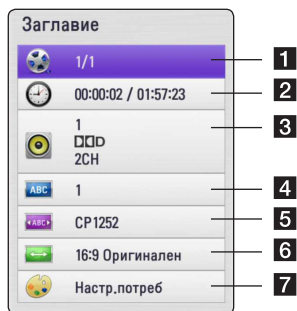 Заглавие
1/1
1
00:00:02 / 01:57:23
2
1
3
D
2CH
ABC
1
4
ABC
CP1252
5
16:9 Оригинален
6
Настр.потреб
7